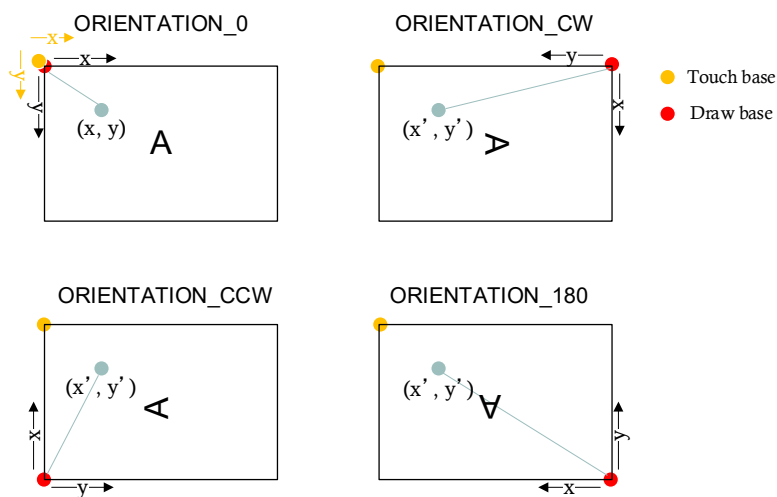 ORIENTATION_0
x
x
y
y
(x, y)
A
ORIENTATION_CW
y
x
(x’, y’)
A
Touch base
Draw base
ORIENTATION_CCW
(x’, y’)
A
x
y
ORIENTATION_180
(x’, y’)
A
y
x